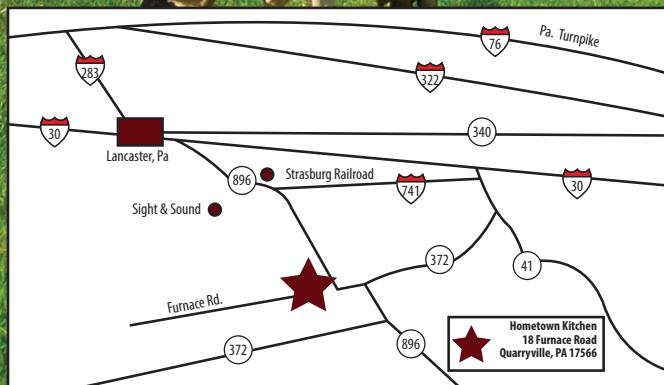 Pa. Turnpike
76
283
322
30
340
Lancaster, Pa
896
Strasburg Railroad
741
30
Sight & Sound
372
41
Furnace Rd.
372
896
Hometown Kitchen
18 Furnace Road
Quarryville, PA 17566